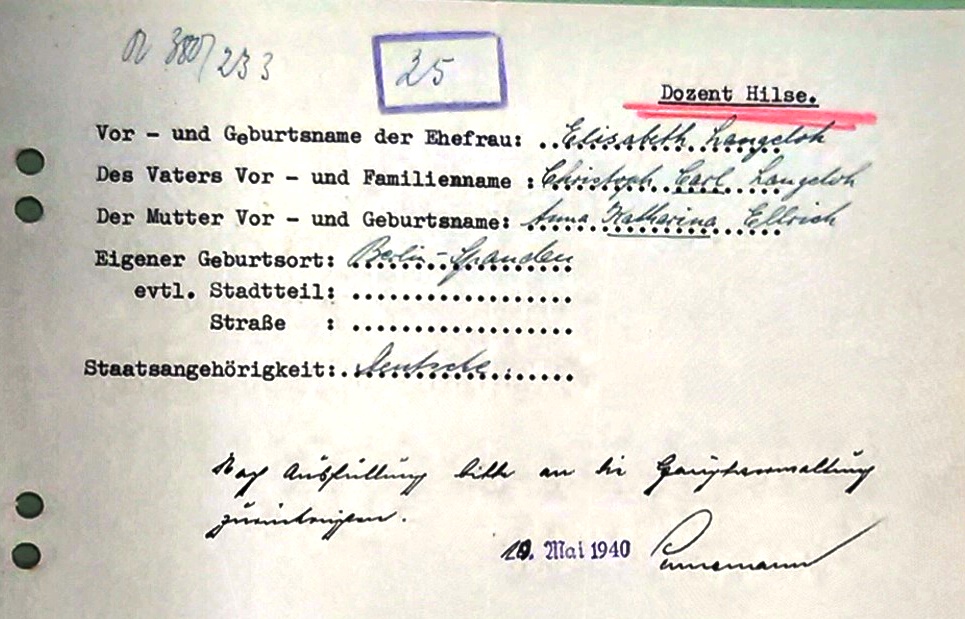 233
25
Dozent Hilse.
Vor - und Geburtsname der Ehefrau: Elisabeth Langeloh
Des Vaters Vor - und Familienname : Christoph Carl Langeloh
Der Mutter Vor - und Geburtsname: Anna Katharina Ellrich
Eigener Geburtsort: Berlin-Spandau
evtl. Stadtteil:
Straße :
Staatsangehörigkeit: Deutsche
Nach Ausfüllung bitte an die Hauptverwaltung
Mai 1940